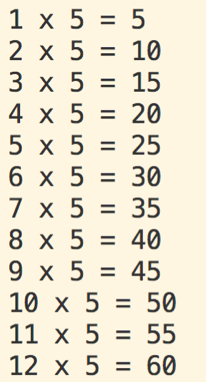 1 x 5 = 5
2 x 5 = 10
3 x 5 = 15
4 x 5 = 20
5 x 5 = 25
6 x 5 = 30
7 x 5 = 35
8 x 5 = 40
9 x 5 = 45
10 x 5 = 50
11 x 5 = 55
12 x 5 = 60